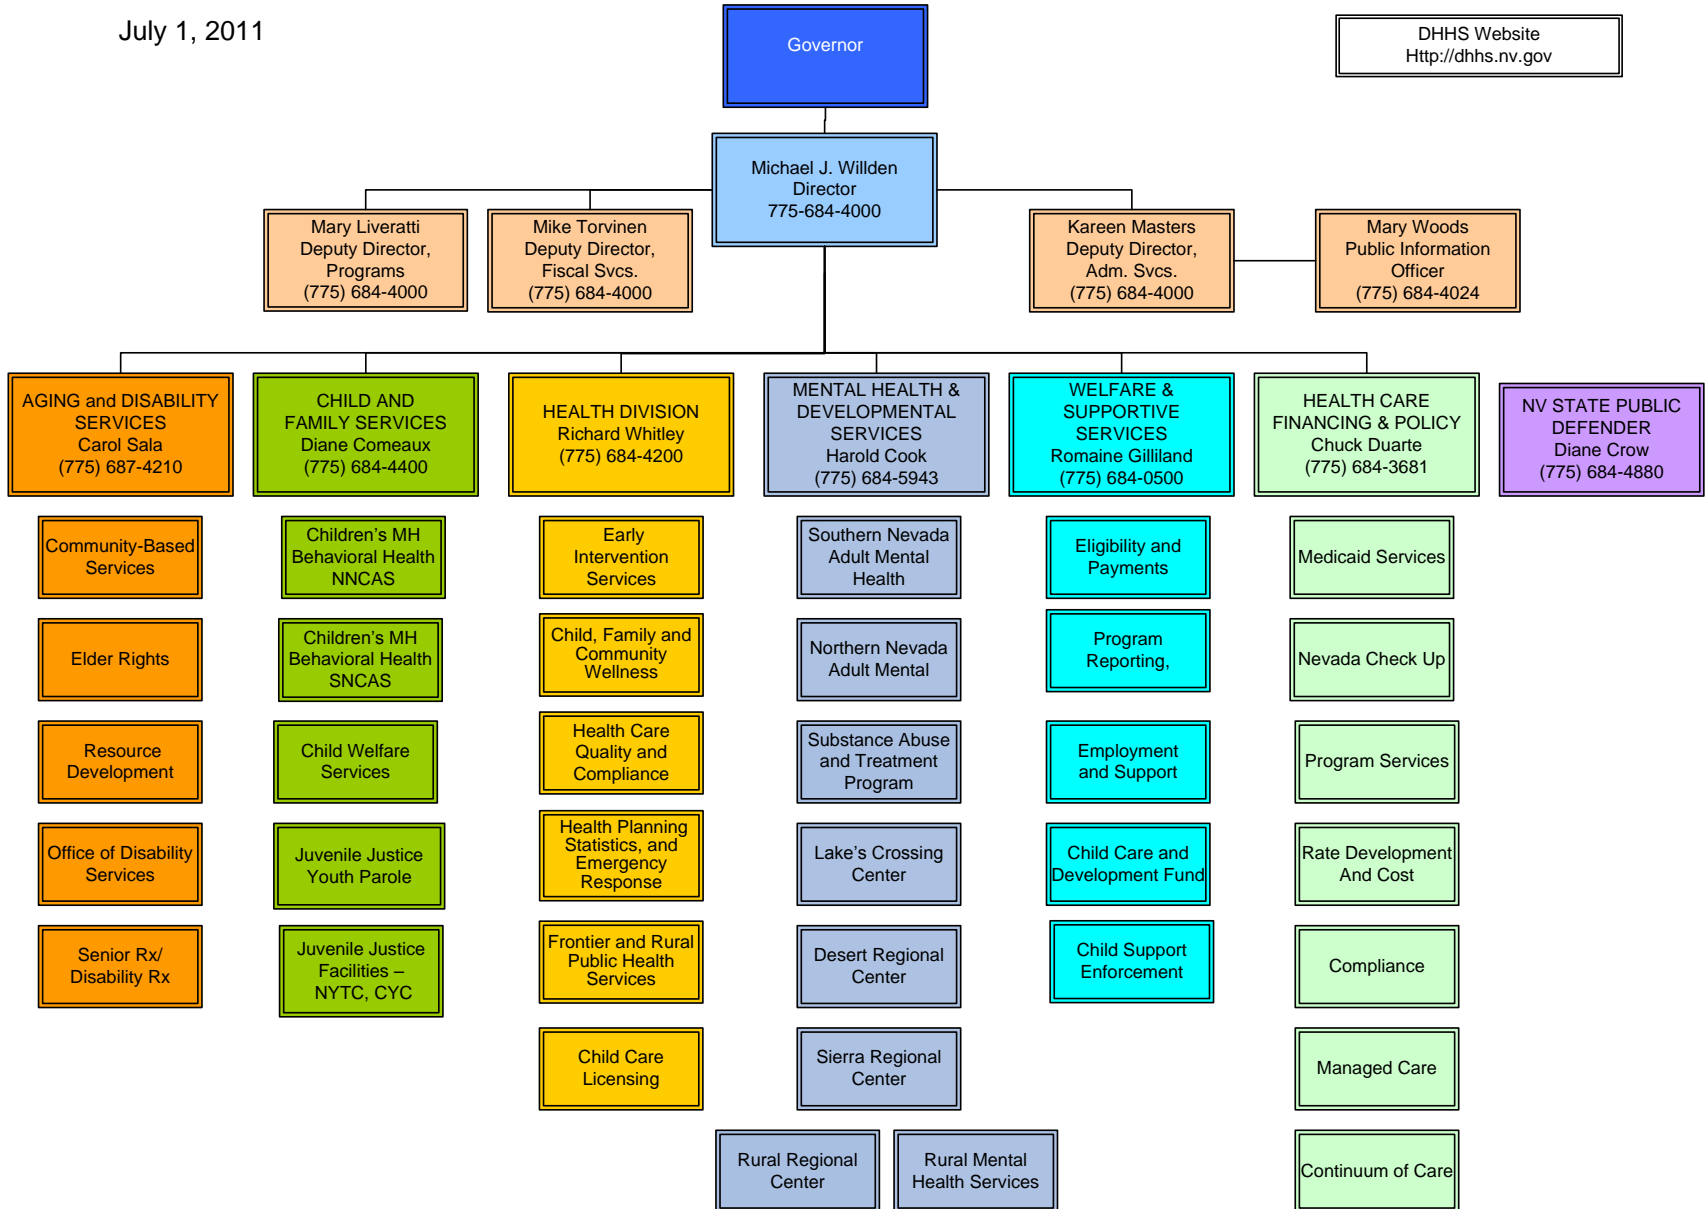 July 1, 2011
Governor
DHHS Website
Http://dhhs.nv.gov
Michael J. Willden
Director
775-684-4000
Mary Liveratti
Deputy Director,
Programs
(775) 684-4000
Mike Torvinen
Deputy Director,
Fiscal Svcs.
(775) 684-4000
Kareen Masters
Deputy Director,
Adm. Svcs.
(775) 684-4000
Mary Woods
Public Information
Officer
(775) 684-4024
AGING and DISABILITY
SERVICES
Carol Sala
(775) 687-4210
CHILD AND
FAMILY SERVICES
Diane Comeaux
(775) 684-4400
HEALTH DIVISION
Richard Whitley
(775) 684-4200
MENTAL HEALTH &
DEVELOPMENTAL
SERVICES
Harold Cook
(775) 684-5943
WELFARE &
SUPPORTIVE
SERVICES
Romaine Gilliland
(775) 684-0500
HEALTH CARE
FINANCING & POLICY
Chuck Duarte
(775) 684-3681
NV STATE PUBLIC
DEFENDER
Diane Crow
(775) 684-4880
Community-Based
Services
Elder Rights
Resource
Development
Office of Disability
Services
Senior Rx/
Disability Rx
Children's MH
Behavioral Health
NNCAS
Children's MH
Behavioral Health
SNCAS
Child Welfare
Services
Juvenile Justice
Youth Parole
Juvenile Justice
Facilities –
NYTC, CYC
Early
Intervention
Services
Child, Family and
Community
Wellness
Health Care
Quality and
Compliance
Health Planning
Statistics, and
Emergency
Response
Frontier and Rural
Public Health
Services
Child Care
Licensing
Southern Nevada
Adult Mental
Health
Northern Nevada
Adult Mental
Substance Abuse
and Treatment
Program
Lake's Crossing
Center
Desert Regional
Center
Sierra Regional
Center
Rural Regional
Center
Rural Mental
Health Services
Eligibility and
Payments
Program
Reporting,
Employment
and Support
Child Care and
Development Fund
Child Support
Enforcement
Medicaid Services
Nevada Check Up
Program Services
Rate Development
And Cost
Compliance
Managed Care
Continuum of Care